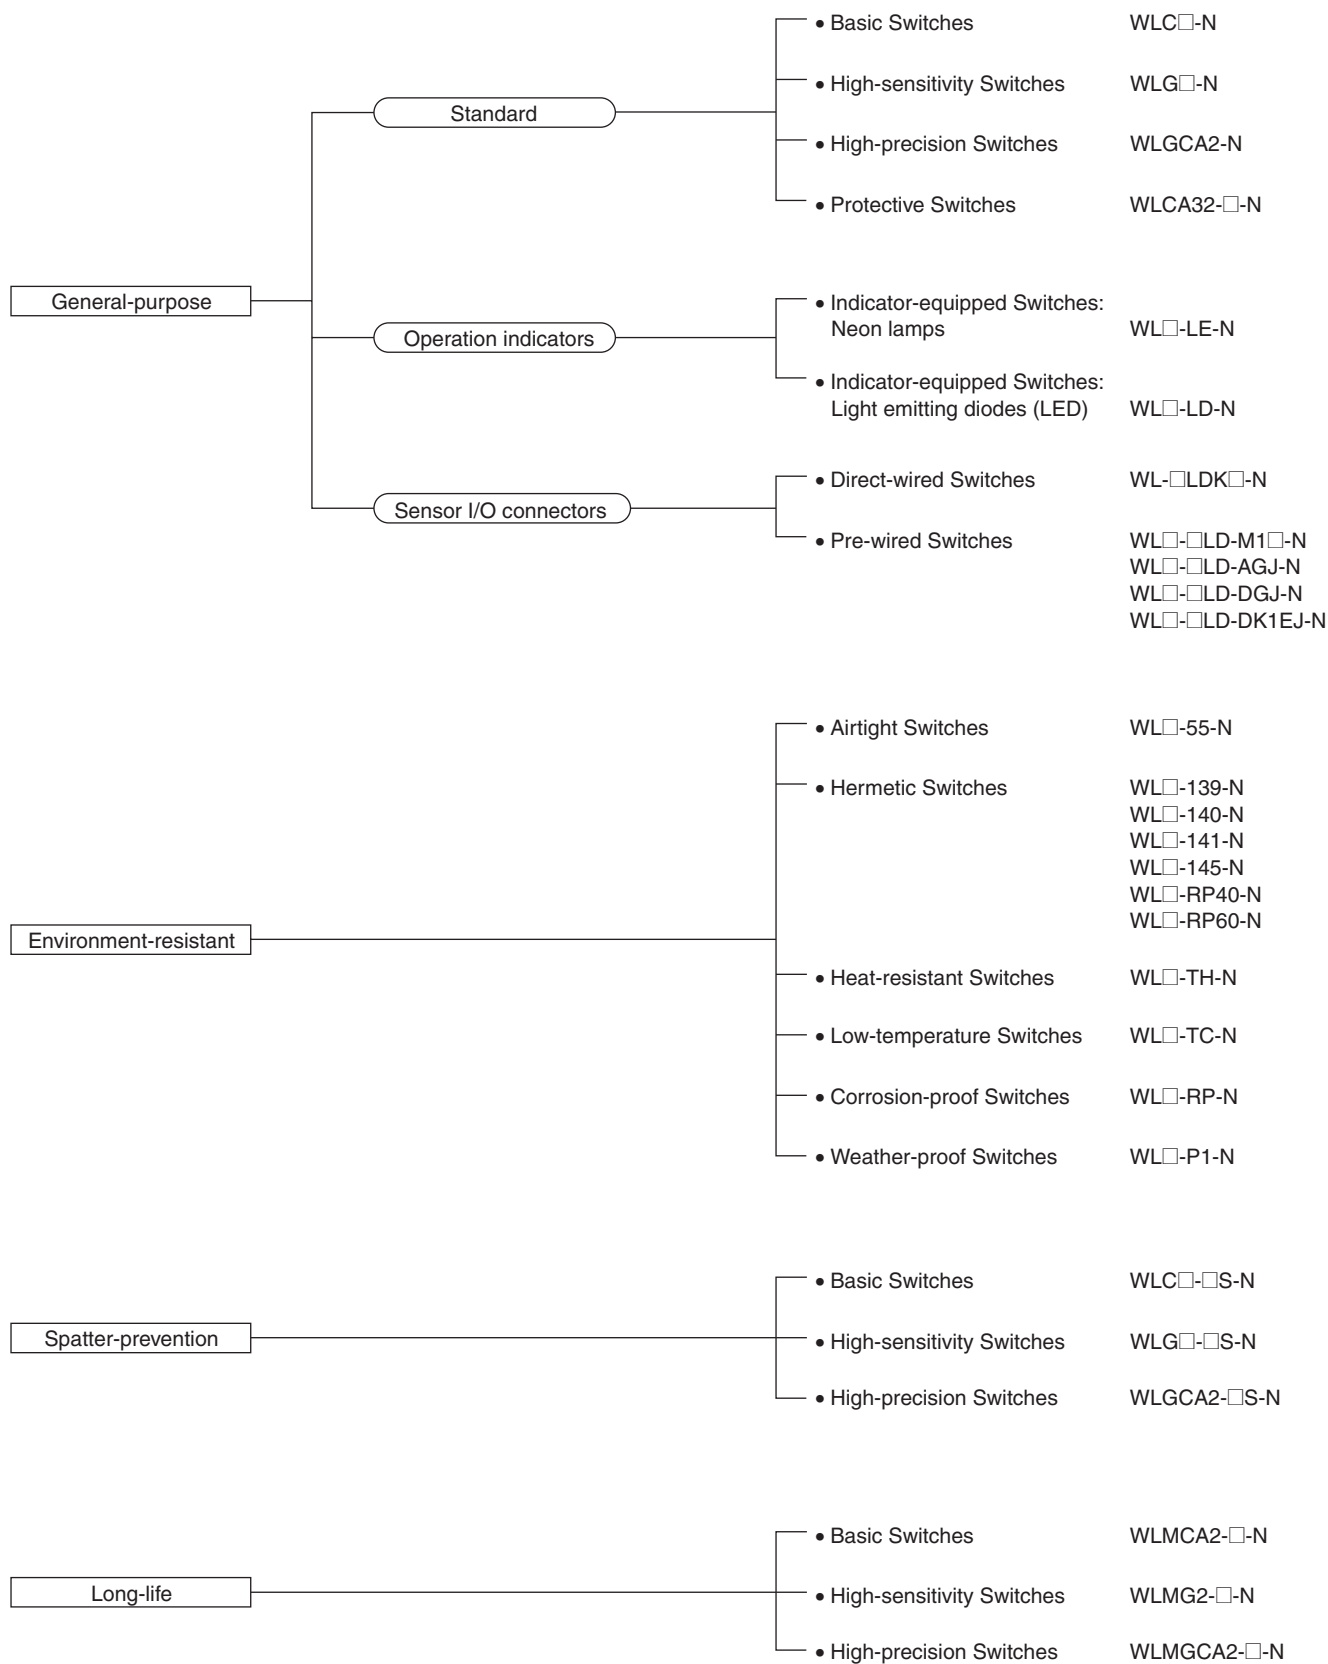 • Basic Switches WLC□-N
• High-sensitivity Switches WLG□-N
Standard
• High-precision Switches WLGCA2-N
• Protective Switches WLCA32-□-N
General-purpose
• Indicator-equipped Switches:
Neon lamps WL□-LE-N
Operation indicators
• Indicator-equipped Switches:
Light emitting diodes (LED) WL□-LD-N
• Direct-wired Switches WL-□LDK□-N
Sensor I/O connectors
• Pre-wired Switches WL□-□LD-M1□-N
WL□-□LD-AGJ-N
WL□-□LD-DGJ-N
WL□-□LD-DK1EJ-N
• Airtight Switches WL□-55-N
• Hermetic Switches WL□-139-N
WL□-140-N
WL□-141-N
WL□-145-N
WL□-RP40-N
WL□-RP60-N
Environment-resistant
• Heat-resistant Switches WL□-TH-N
• Low-temperature Switches WL□-TC-N
• Corrosion-proof Switches WL□-RP-N
• Weather-proof Switches WL□-P1-N
• Basic Switches WLC□-□S-N
Spatter-prevention
• High-sensitivity Switches WLG□-□S-N
• High-precision Switches WLGCA2-□S-N
• Basic Switches WLMCA2-□-N
Long-life
• High-sensitivity Switches WLMG2-□-N
• High-precision Switches WLMGCA2-□-N